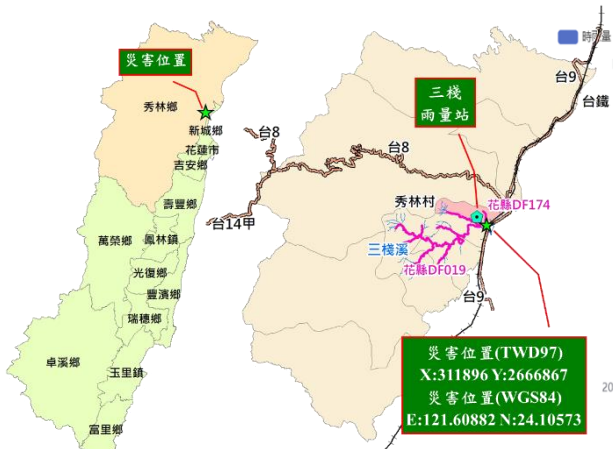 災害位置
秀林鄉
新城鄉
花蓮市
吉安鄉
壽豐鄉
萬榮鄉
鳳林鎮
光復鄉
豐濱鄉
瑞穗鄉
卓溪鄉
玉里鎮
富里鄉
時雨量
台9
台鐵
三棧
雨量站
台8
台8
台14甲
秀林村
花縣DF174
三棧溪
花縣DF019
台9
災害位置(TWD97)
X:311896 Y:2666867
災害位置(WGS84)
E:121.60882 N:24.10573
20